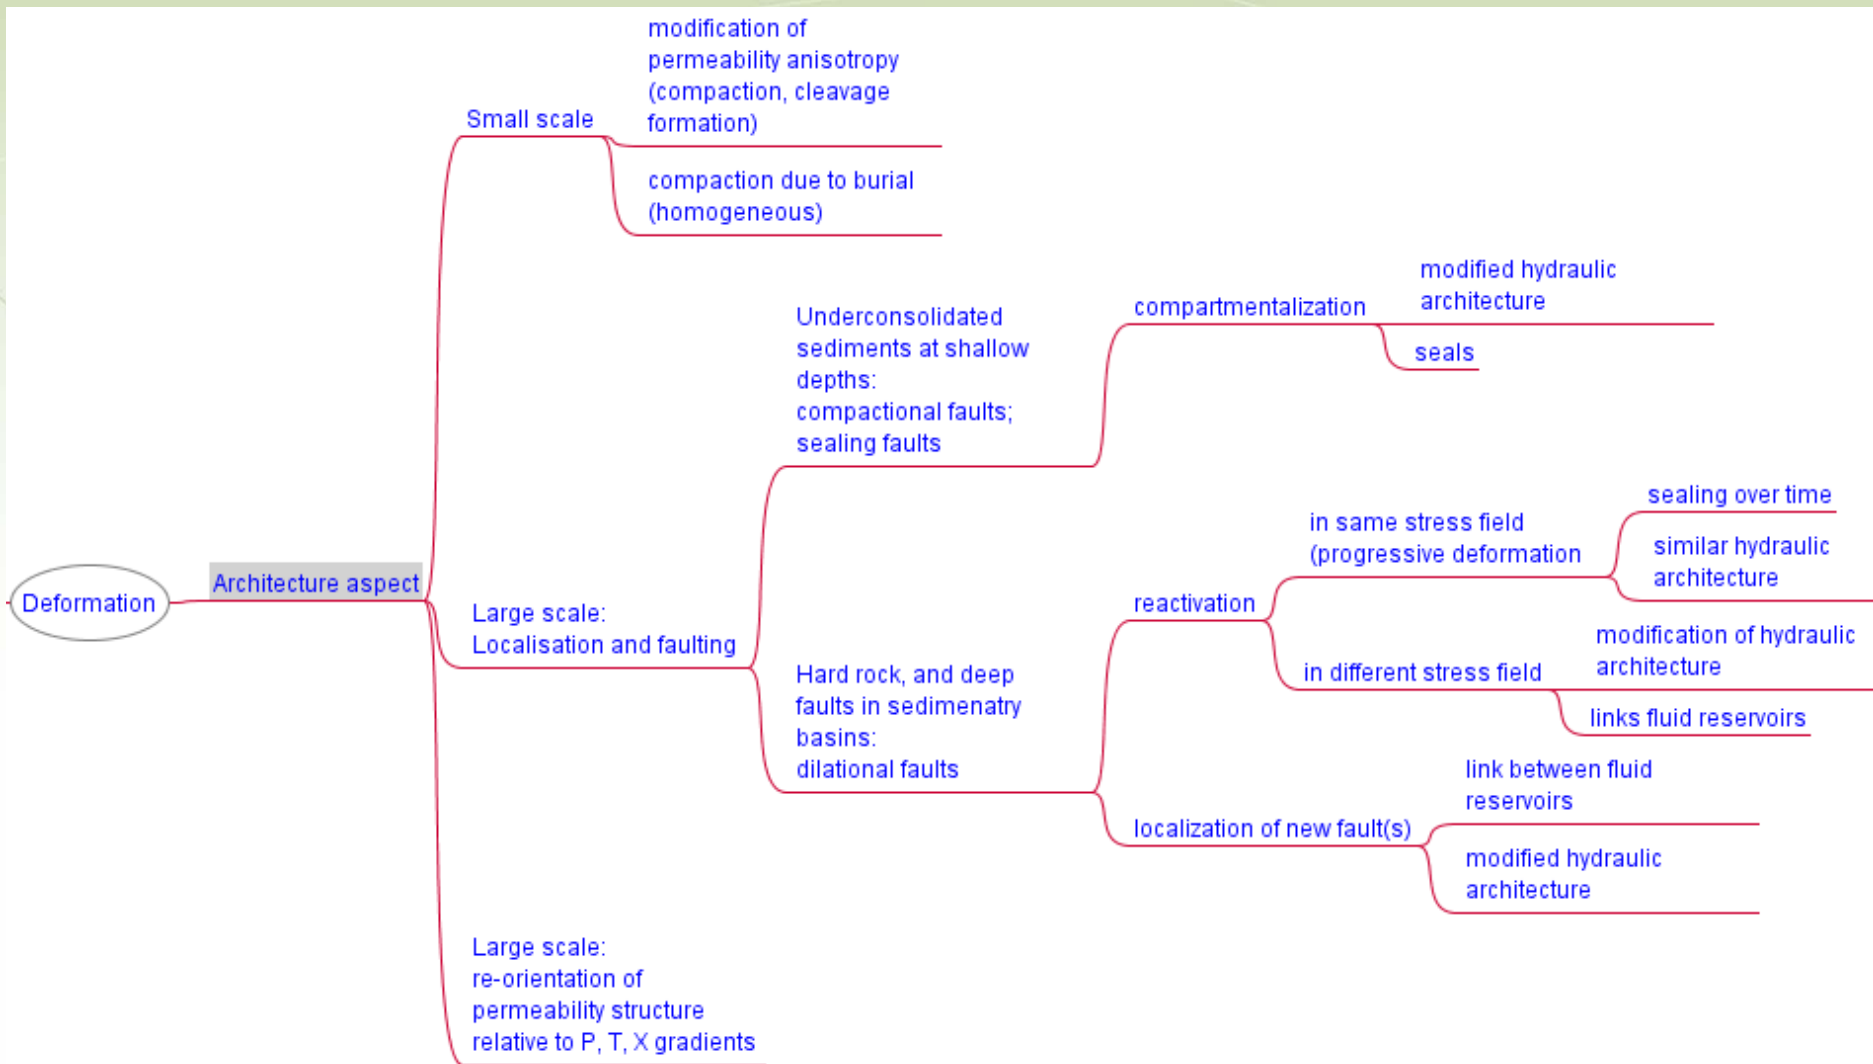 Deformation
Architecture aspect
Small scale
modification of
permeability anisotropy
(compaction, cleavage
formation)
compaction due to burial
(homogeneous)
Large scale:
Localisation and faulting
Underconsolidated
sediments at shallow
depths:
compactional faults;
sealing faults
compartmentalization
modified hydraulic
architecture
seals
Hard rock, and deep
faults in sedimenatry
basins:
dilational faults
reactivation
in same stress field
(progressive deformation
sealing over time
similar hydraulic
architecture
in different stress field
modification of hydraulic
architecture
links fluid reservoirs
localization of new fault(s)
link between fluid
reservoirs
modified hydraulic
architecture
Large scale:
re-orientation of
permeability structure
relative to P, T, X gradients